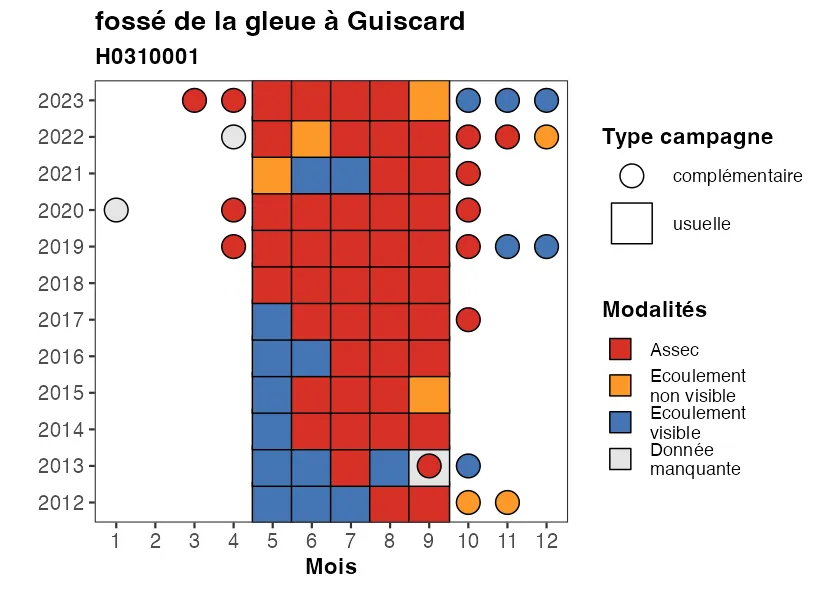 fossé de la gleue à Guiscard
H0310001
2023
2022
2021
2020
2019
2018
2017
2016
2015
2014
2013
2012
1 2 3 4 5 6 7 8 9 10 11 12
Mois
Type campagne
complémentaire
usuelle
Modalités
Assec
Ecoulement
non visible
Ecoulement
visible
Donnée
manquante